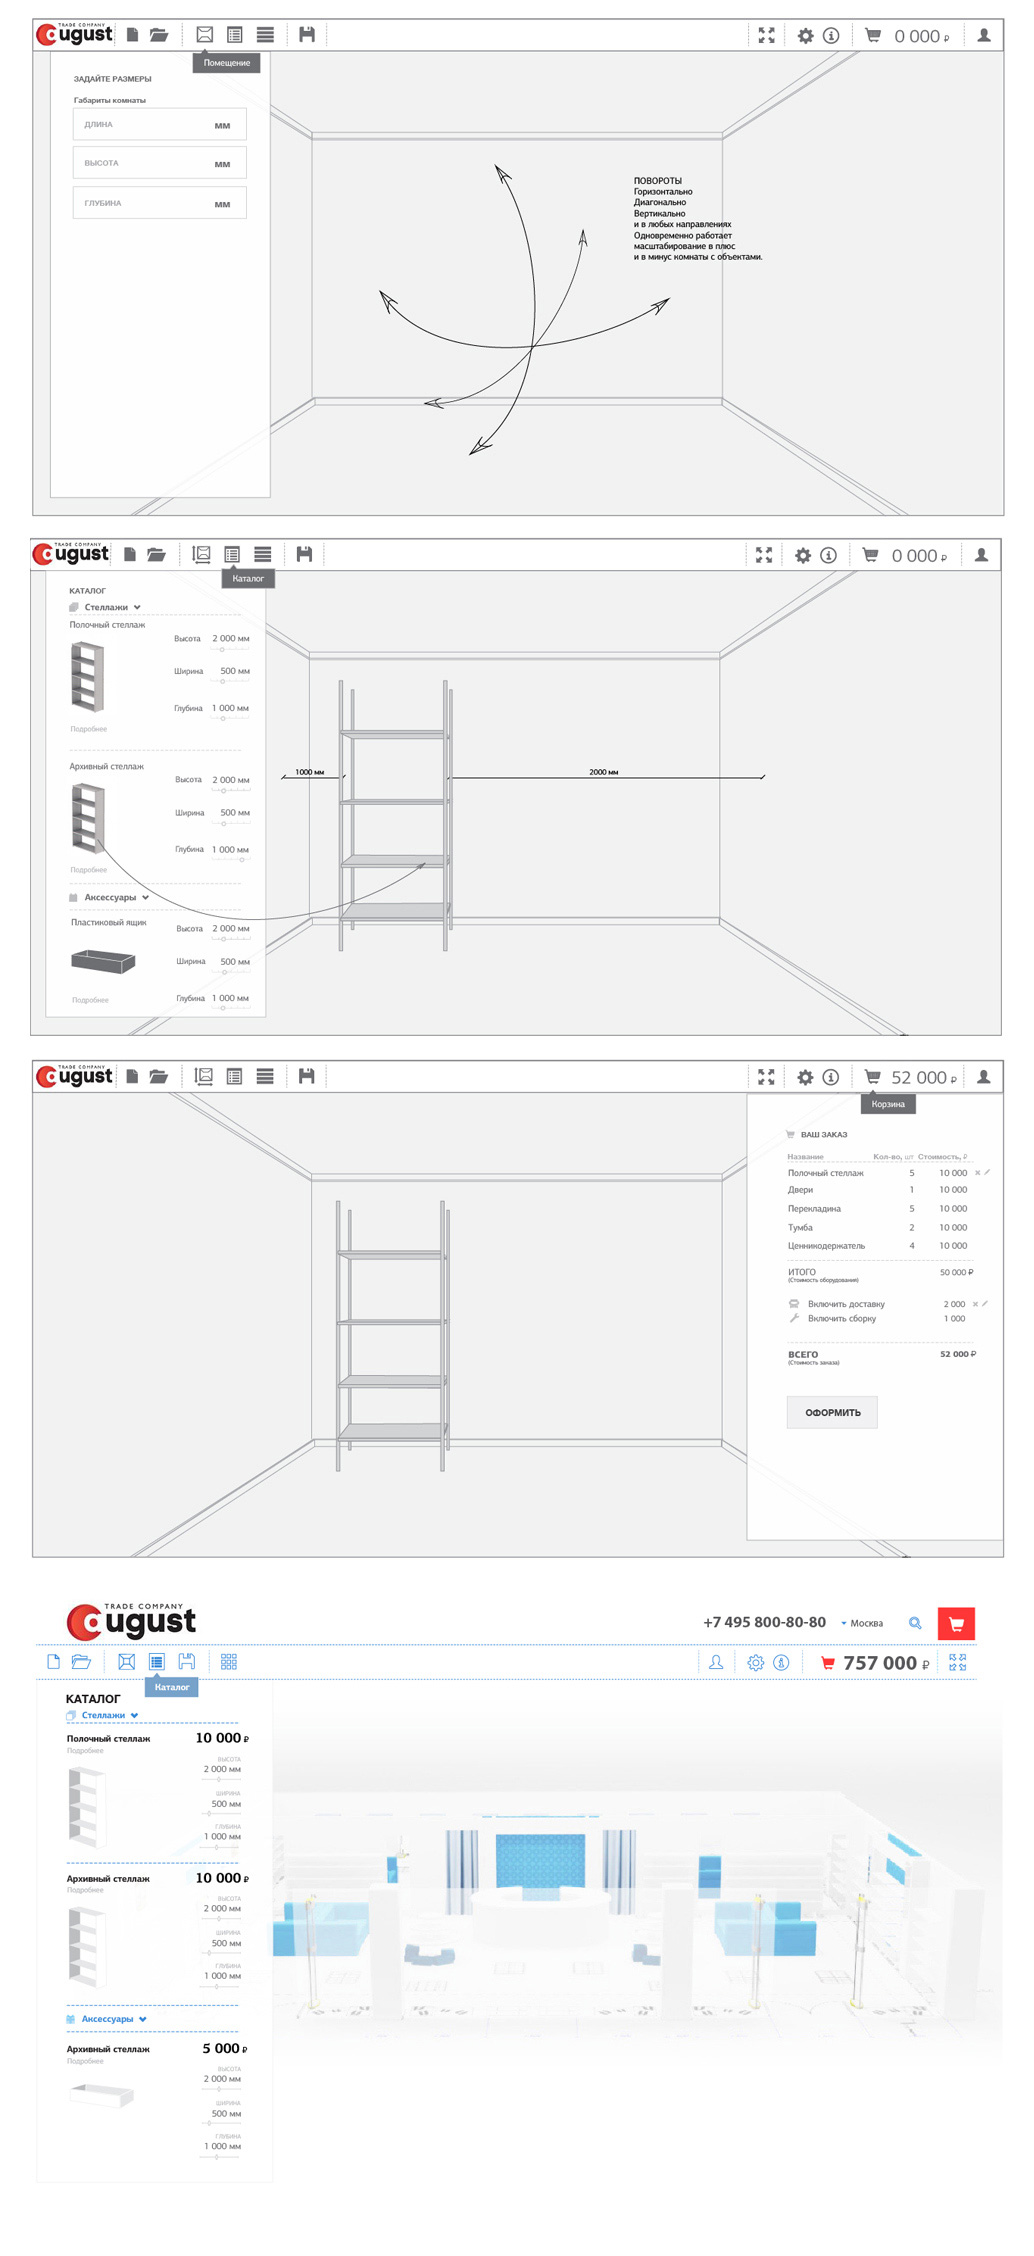 TRADE COMPANY
august
0 000 ₽
Помещение
ЗАДАЙТЕ РАЗМЕРЫ
Габариты комнаты
ДЛИНА мм
ВЫСОТА мм
ГЛУБИНА мм
ПОВОРОТЫ
Горизонтально
Диагонально
Вертикально
и в любых направлениях
Одновременно работает
масштабирование в плюс
и в минус комнаты с объектами.
TRADE COMPANY
august
0 000 ₽
Каталог
КАТАЛОГ
Стеллажи
Полочный стеллаж
Высота 2 000 мм
Ширина 500 мм
Глубина 1 000 мм
Подробнее
Архивный стеллаж
Высота 2 000 мм
Ширина 500 мм
Глубина 1 000 мм
Подробнее
Аксессуары
Пластиковый ящик
Высота 2 000 мм
Ширина 500 мм
Глубина 1 000 мм
Подробнее
1000 мм
2000 мм
TRADE COMPANY
august
52 000 ₽
Корзина
ВАШ ЗАКАЗ
Название Кол-во, шт Стоимость, ₽
Полочный стеллаж 5 10 000
Двери 1 10 000
Перекладина 5 10 000
Тумба 2 10 000
Ценникодержатель 4 10 000
ИТОГО 50 000 ₽
(Стоимость оборудования)
Включить доставку 2 000
Включить сборку 1 000
ВСЕГО 52 000 ₽
(Стоимость заказа)
ОФОРМИТЬ
TRADE COMPANY
august
+7 495 800-80-80
Москва
757 000 ₽
Каталог
КАТАЛОГ
Стеллажи
Полочный стеллаж 10 000 ₽
Подробнее
ВЫСОТА
2 000 мм
ШИРИНА
500 мм
ГЛУБИНА
1 000 мм
Архивный стеллаж 10 000 ₽
Подробнее
ВЫСОТА
2 000 мм
ШИРИНА
500 мм
ГЛУБИНА
1 000 мм
Аксессуары
Архивный стеллаж 5 000 ₽
Подробнее
ВЫСОТА
2 000 мм
ШИРИНА
500 мм
ГЛУБИНА
1 000 мм